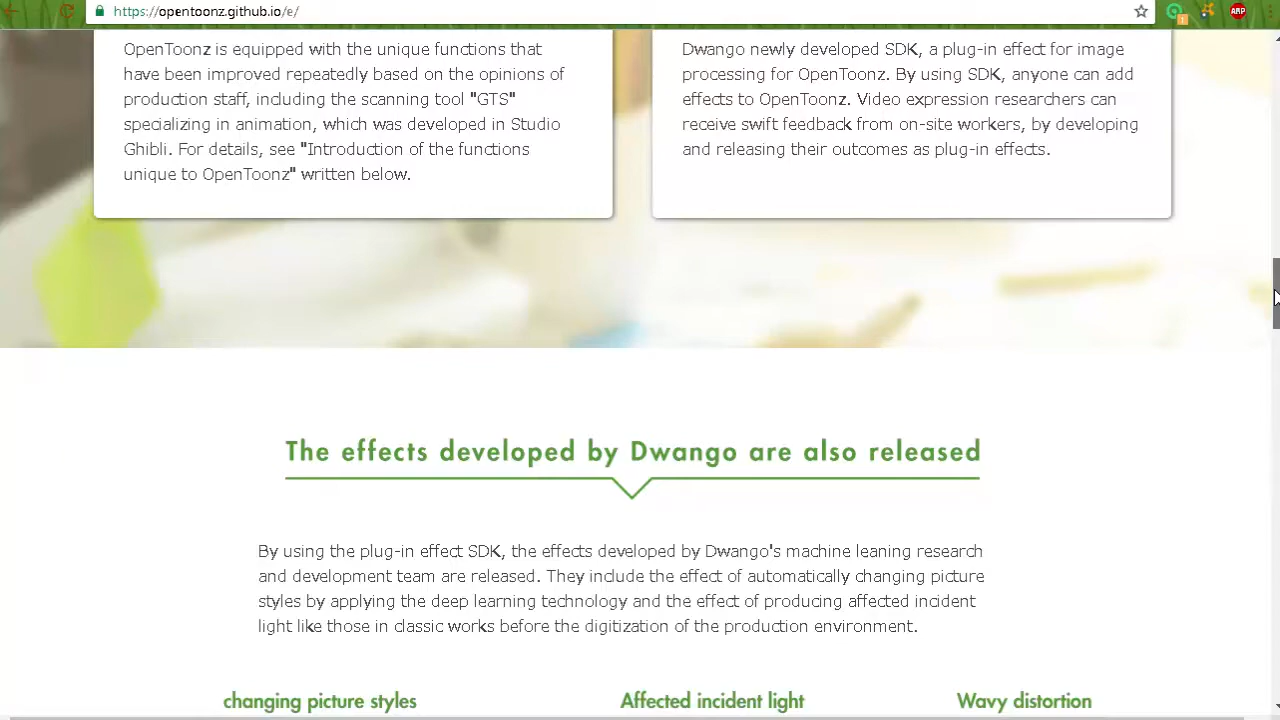 https://opentoonz.github.io/e/
1
ABP
OpenToonz is equipped with the unique functions that
have been improved repeatedly based on the opinions of
production staff, including the scanning tool "GTS"
specializing in animation, which was developed in Studio
Ghibli. For details, see "Introduction of the functions
unique to OpenToonz" written below.
Dwango newly developed SDK, a plug-in effect for image
processing for OpenToonz. By using SDK, anyone can add
effects to OpenToonz. Video expression researchers can
receive swift feedback from on-site workers, by developing
and releasing their outcomes as plug-in effects.
The effects developed by Dwango are also released
By using the plug-in effect SDK, the effects developed by Dwango's machine leaning research
and development team are released. They include the effect of automatically changing picture
styles by applying the deep learning technology and the effect of producing affected incident
light like those in classic works before the digitization of the production environment.
changing picture styles
Affected incident light
Wavy distortion